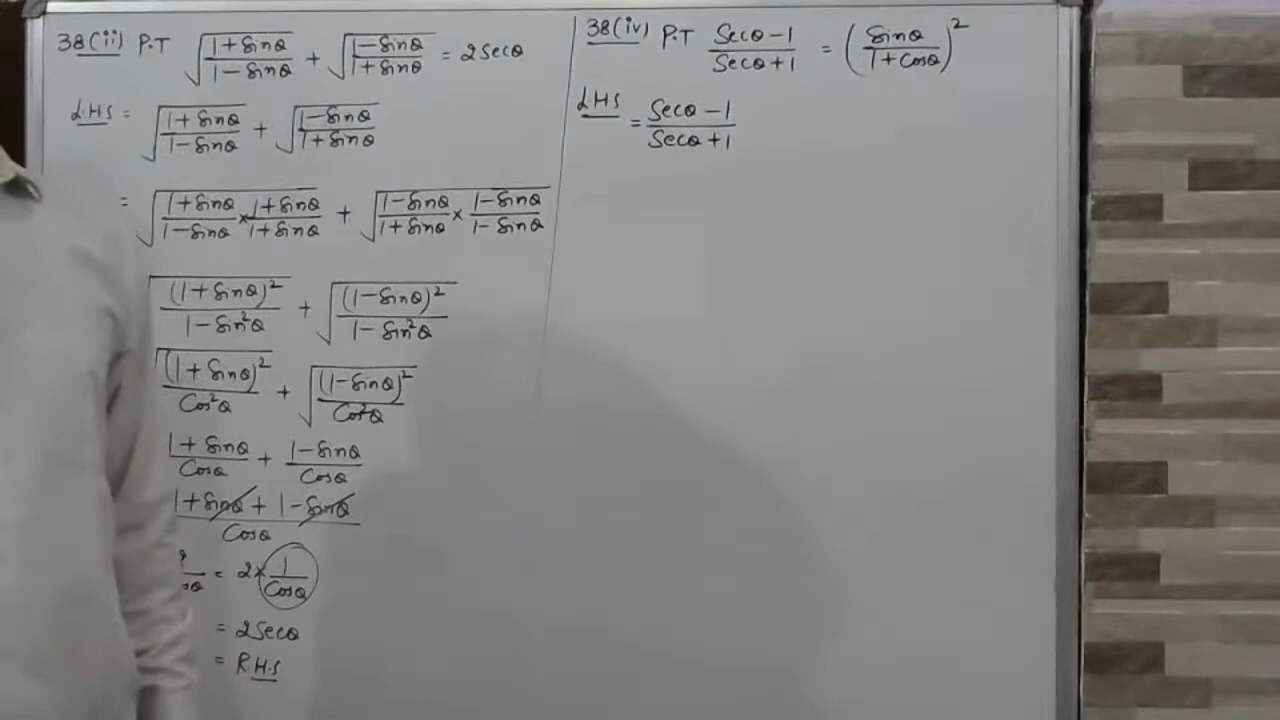 38(ii) P.T √(1+Sinθ / 1-Sinθ) + √(1-Sinθ / 1+Sinθ) = 2Secθ
L.H.S = √(1+Sinθ / 1-Sinθ) + √(1-Sinθ / 1+Sinθ)
= √(1+Sinθ / 1-Sinθ × 1+Sinθ / 1+Sinθ) + √(1-Sinθ / 1+Sinθ × 1-Sinθ / 1-Sinθ)
√((1+Sinθ)² / 1-Sin²θ) + √((1-Sinθ)² / 1-Sin²θ)
√((1+Sinθ)² / Cos²θ) + √((1-Sinθ)² / Cos²θ)
1+Sinθ / Cosθ + 1-Sinθ / Cosθ
1+Sinθ + 1-Sinθ / Cosθ
= 2× 1 / Cosθ
= 2Secθ
= R.H.S
38(iv) P.T Secθ-1 / Secθ+1 = (Sinθ / 1+Cosθ)²
L.H.S = Secθ-1 / Secθ+1